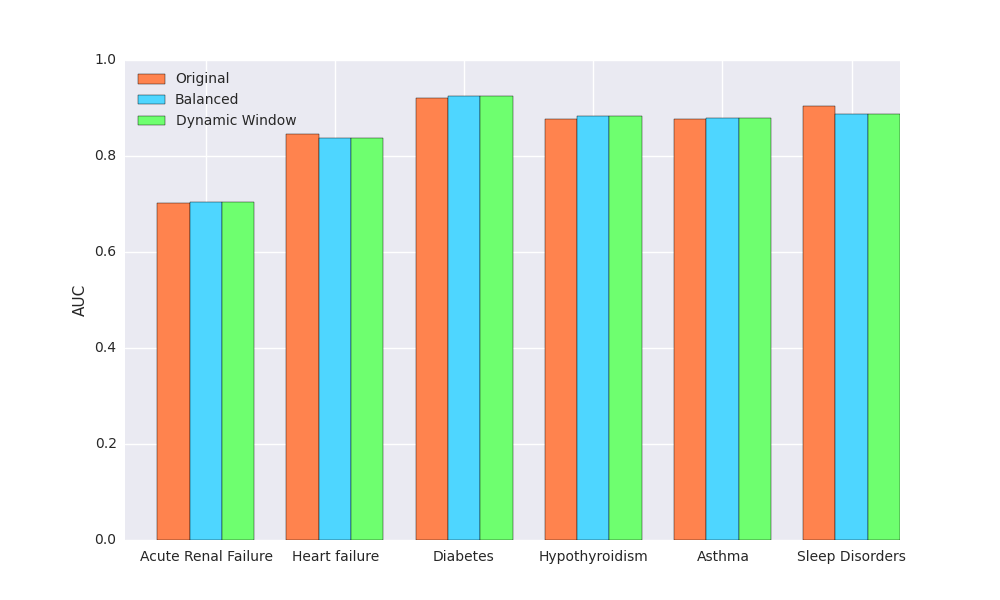 1.0
Original
Balanced
Dynamic Window
0.8
0.6
AUC
0.4
0.2
0.0
Acute Renal Failure Heart failure Diabetes Hypothyroidism Asthma Sleep Disorders